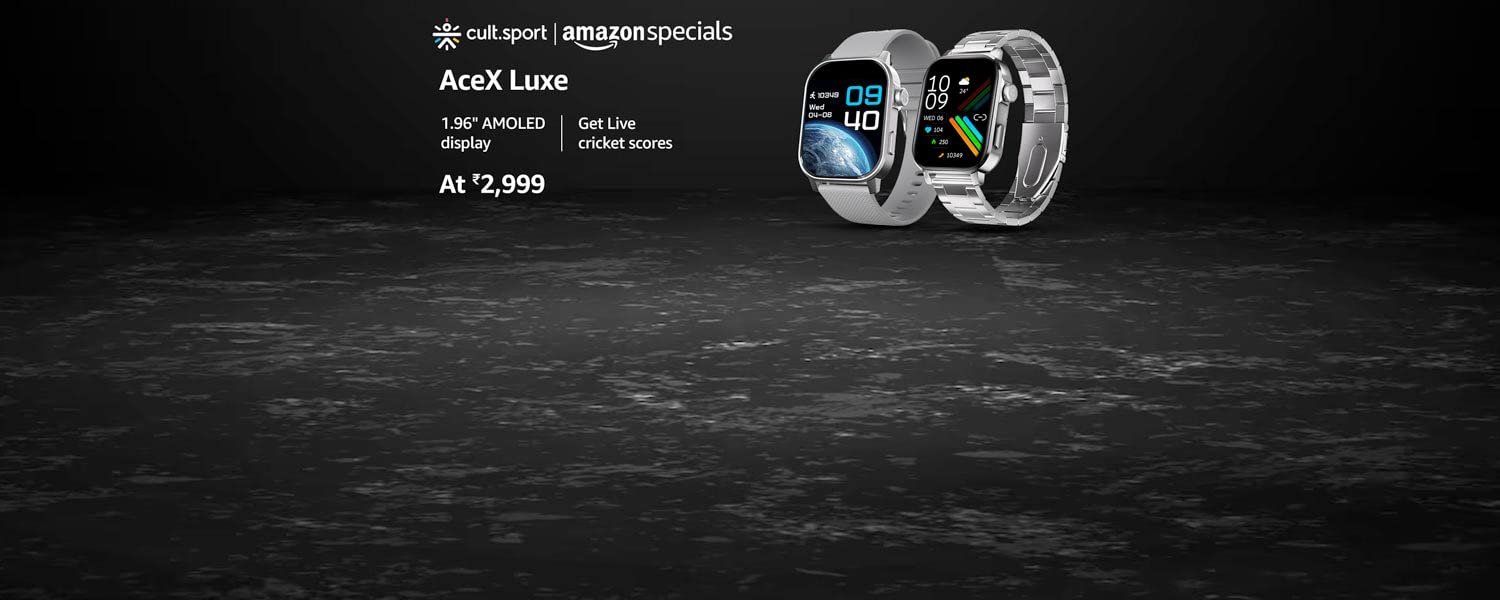 cult.sport | amazonspecials
AceX Luxe
1.96" AMOLED
display
Get Live
cricket scores
At ₹2,999
10349
09
Wed
04-08
40
10
09
24°
WED 06
104
250
10349